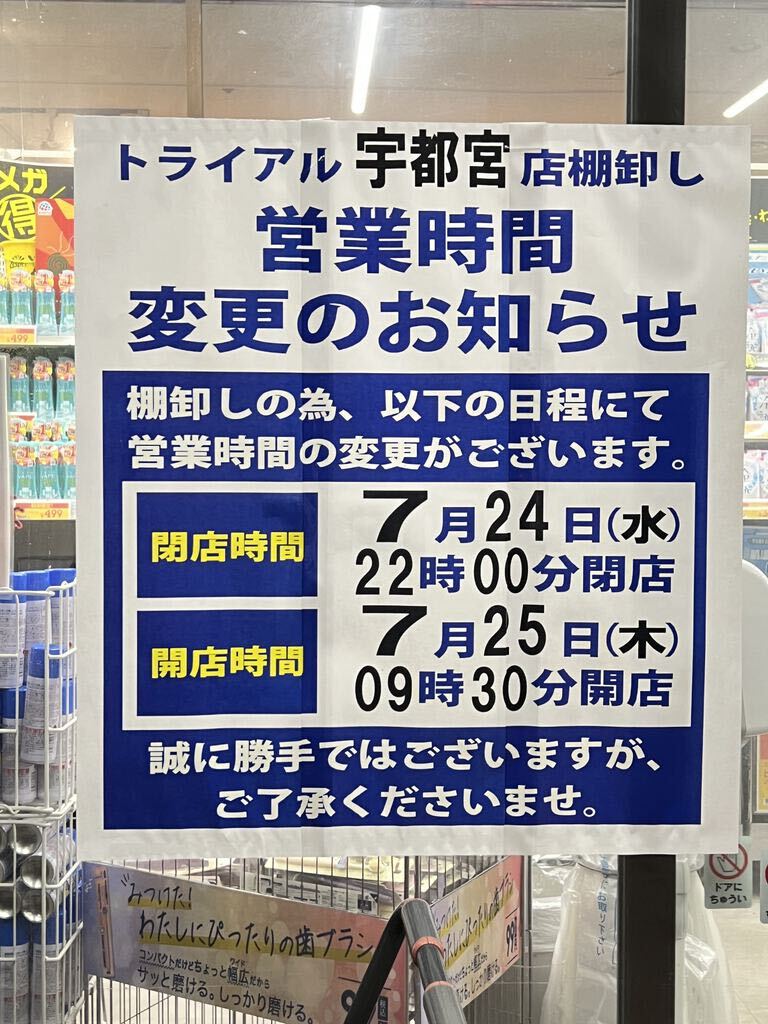 トライアル 宇都宮 店棚卸し
営業時間
変更のお知らせ
棚卸しの為、以下の日程にて
営業時間の変更がございます。
閉店時間
7月24日(水)
22時00分閉店
開店時間
7月25日(木)
09時30分開店
誠に勝手ではございますが、
ご了承くださいませ。
メガ
得
499
499
みつけた!
わたしにぴったりの歯ブラシ
コンパクトだけどちょっと幅広だから
ワイド
サッと磨ける。しっかり磨ける。
ドアに
ちゅうい